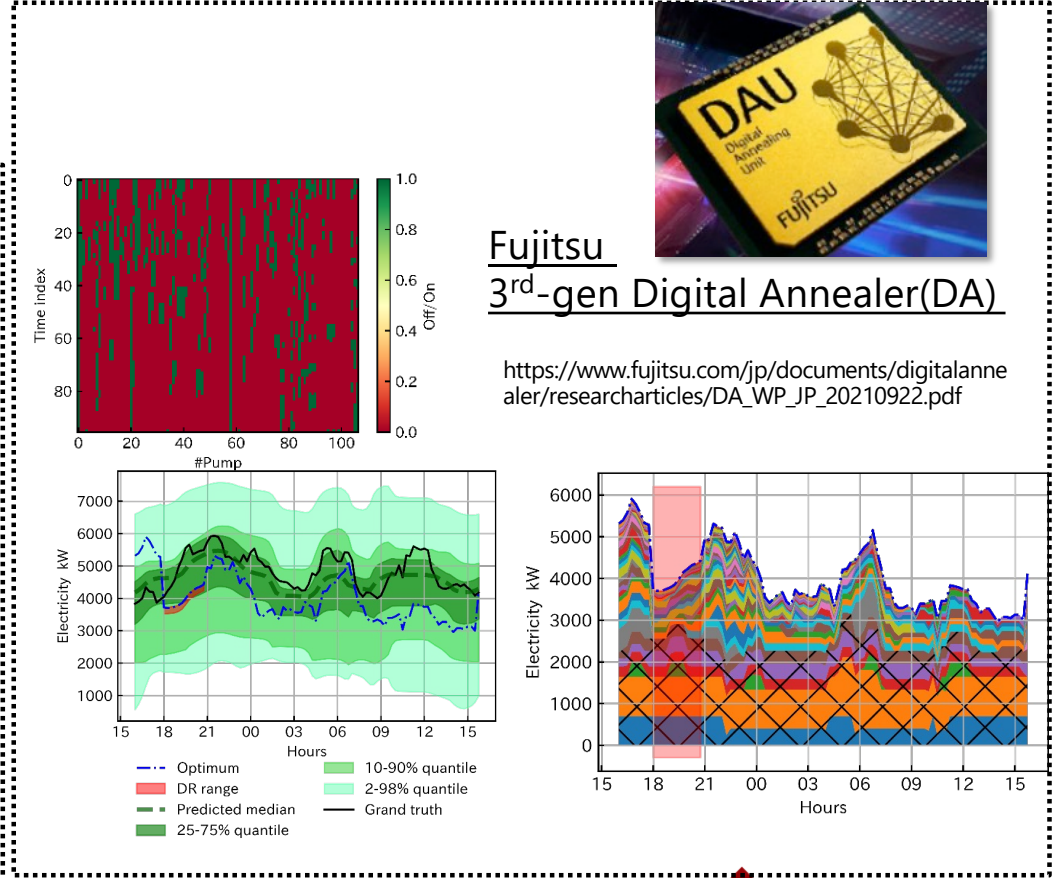 DAU
Digital
Annealing
Unit
FUJITSU
Fujitsu
3rd-gen Digital Annealer(DA)
https://www.fujitsu.com/jp/documents/digitalanne
aler/researcharticles/DA_WP_JP_20210922.pdf
0
20
40
60
80
Time index
0 20 40 60 80 100
#Pump
1.0
0.8
0.6
0.4
0.2
0.0
Off/On
7000
6000
5000
4000
3000
2000
1000
Electricity kW
15 18 21 00 03 06 09 12 15
Hours
Optimum
DR range
Predicted median
25-75% quantile
10-90% quantile
2-98% quantile
Grand truth
6000
5000
4000
3000
2000
1000
0
Electricity kW
15 18 21 00 03 06 09 12 15
Hours